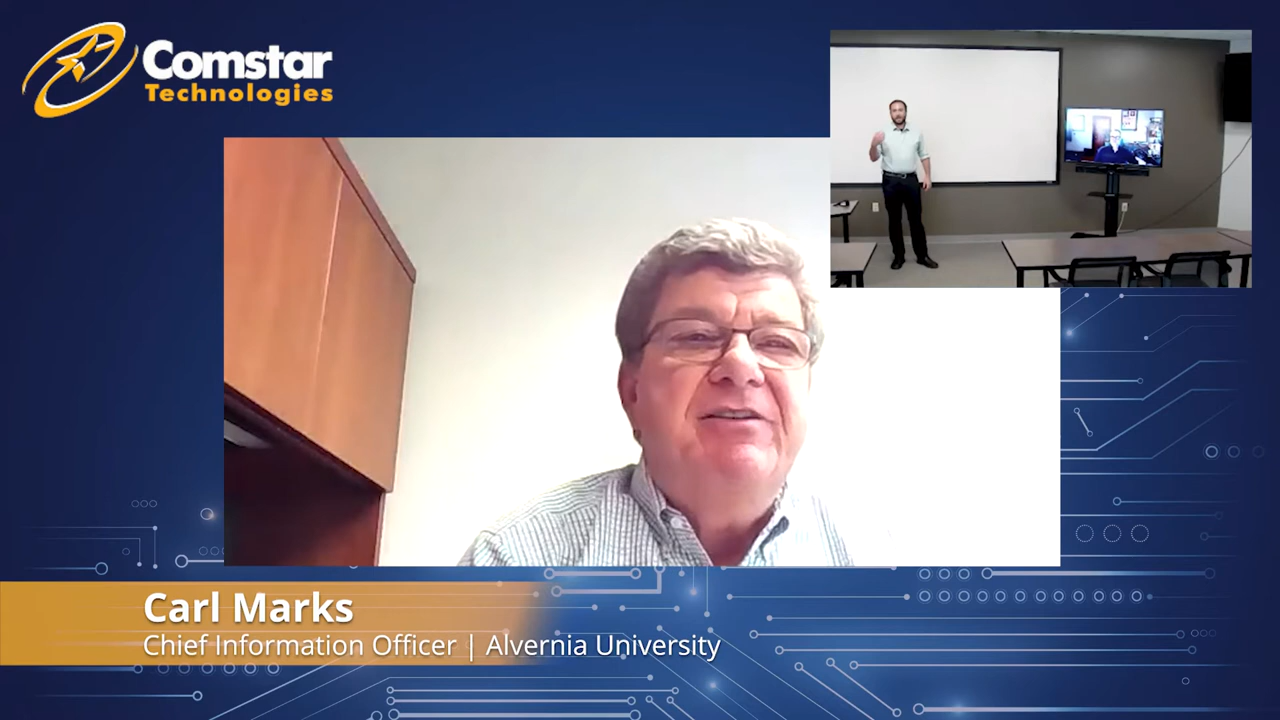 Comstar
Technologies
Carl Marks
Chief Information Officer | Alvernia University